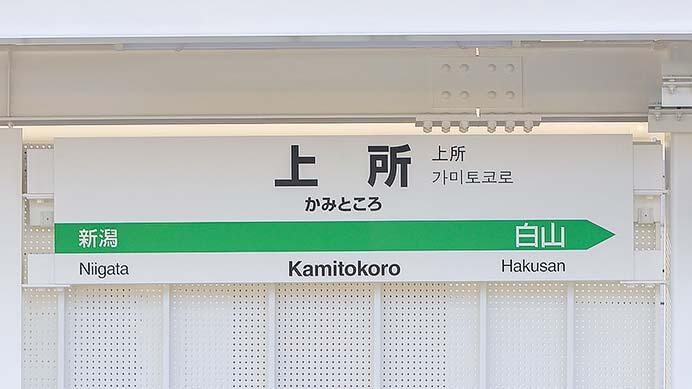 上所
上所
가미토코로
かみところ
新潟 白山
Niigata Kamitokoro Hakusan